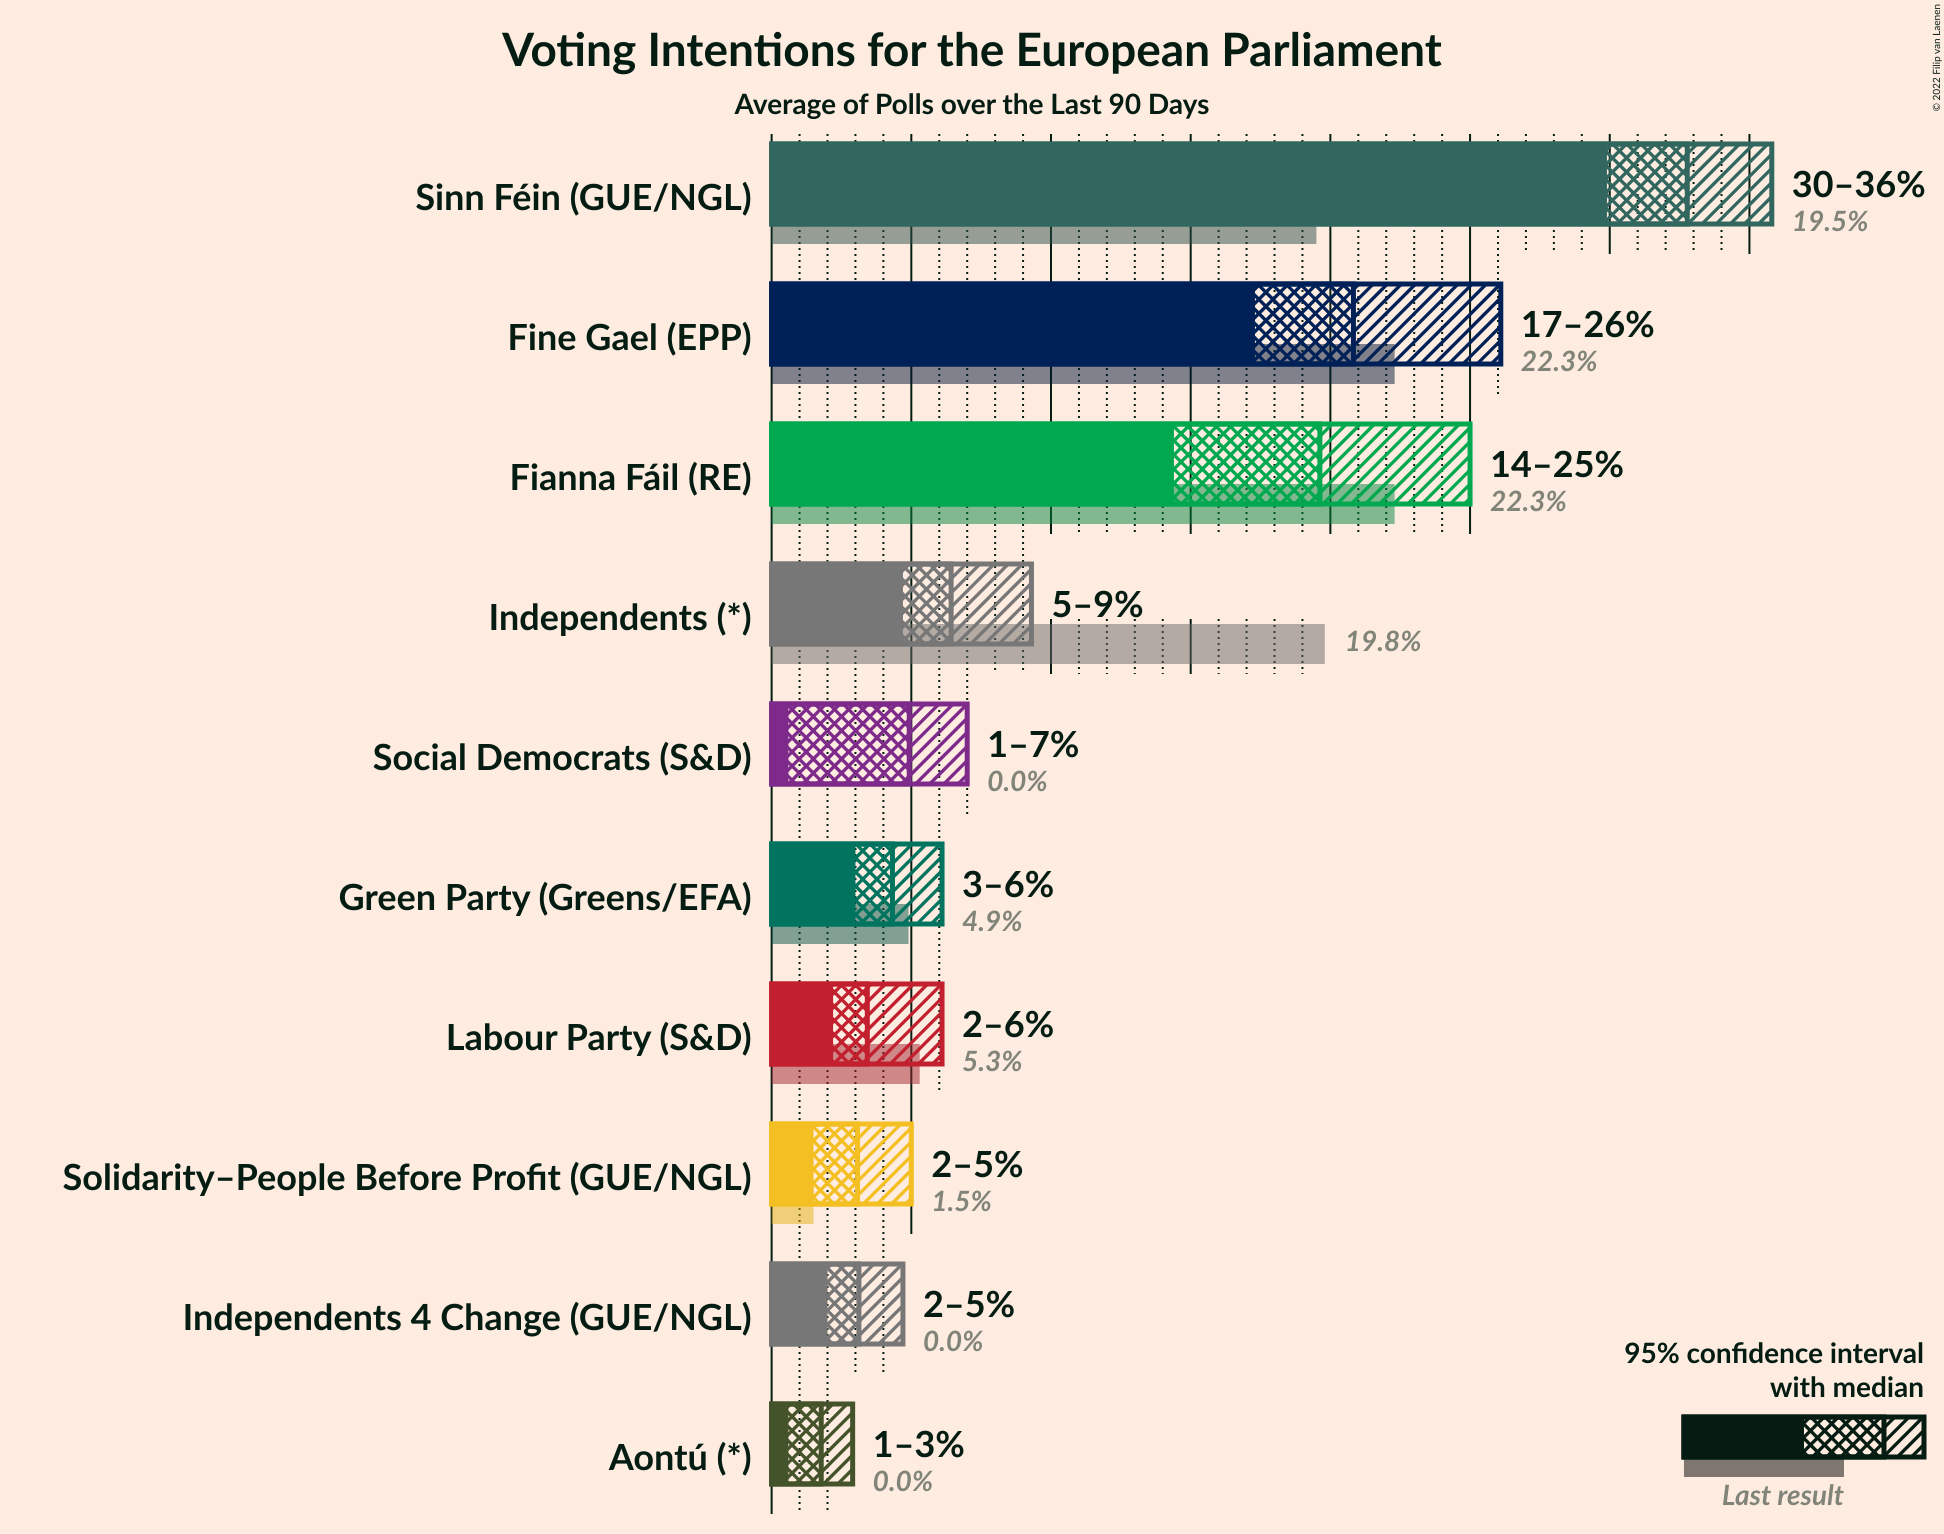 Voting Intentions for the European Parliament
Average of Polls over the Last 90 Days
© 2022 Filip van Laenen
Sinn Féin (GUE/NGL)
30–36%
19.5%
Fine Gael (EPP)
17–26%
22.3%
Fianna Fáil (RE)
14–25%
22.3%
Independents (*)
5–9%
19.8%
Social Democrats (S&D)
1–7%
0.0%
Green Party (Greens/EFA)
3–6%
4.9%
Labour Party (S&D)
2–6%
5.3%
Solidarity–People Before Profit (GUE/NGL)
2–5%
1.5%
Independents 4 Change (GUE/NGL)
2–5%
0.0%
Aontú (*)
1–3%
0.0%
95% confidence interval
with median
Last result